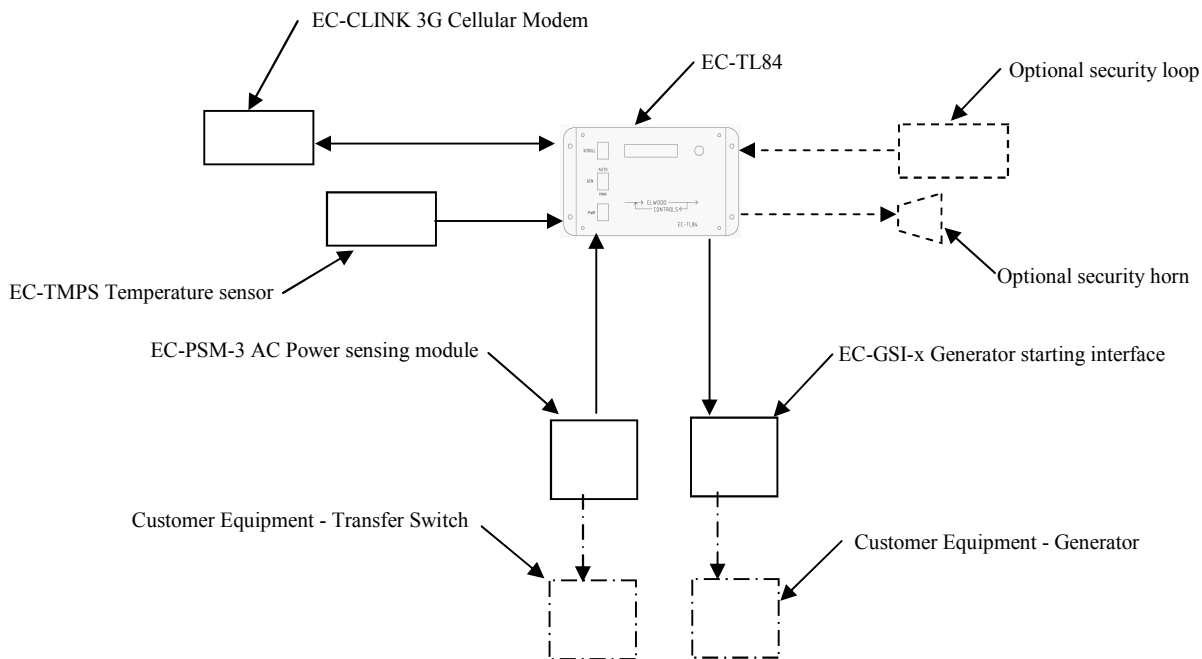 EC-CLINK 3G Cellular Modem
EC-TL84
Optional security loop
SCROLL
AUTO
GEN
PWR
ELWOOD
CONTROLS
EC-TL84
EC-TMPS Temperature sensor
Optional security horn
EC-PSM-3 AC Power sensing module
EC-GSI-x Generator starting interface
Customer Equipment - Transfer Switch
Customer Equipment - Generator